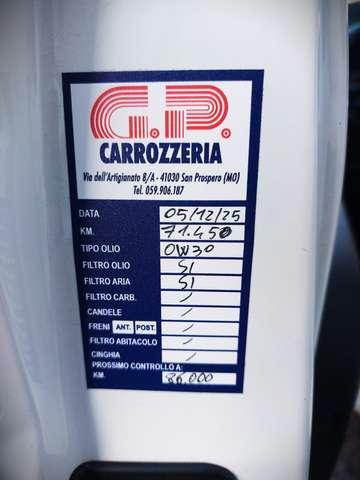 G.P.
CARROZZERIA
Via dell'Artigianato 8/A - 41030 San Prospero (MO)
Tel. 059.906.187
DATA 05/12/25
KM. 71.450
TIPO OLIO 0W30
FILTRO OLIO SI
FILTRO ARIA SI
FILTRO CARB. /
CANDELE /
FRENI ANT. POST. /
FILTRO ABITACOLO /
CINGHIA /
PROSSIMO CONTROLLO A:
KM. 86.000